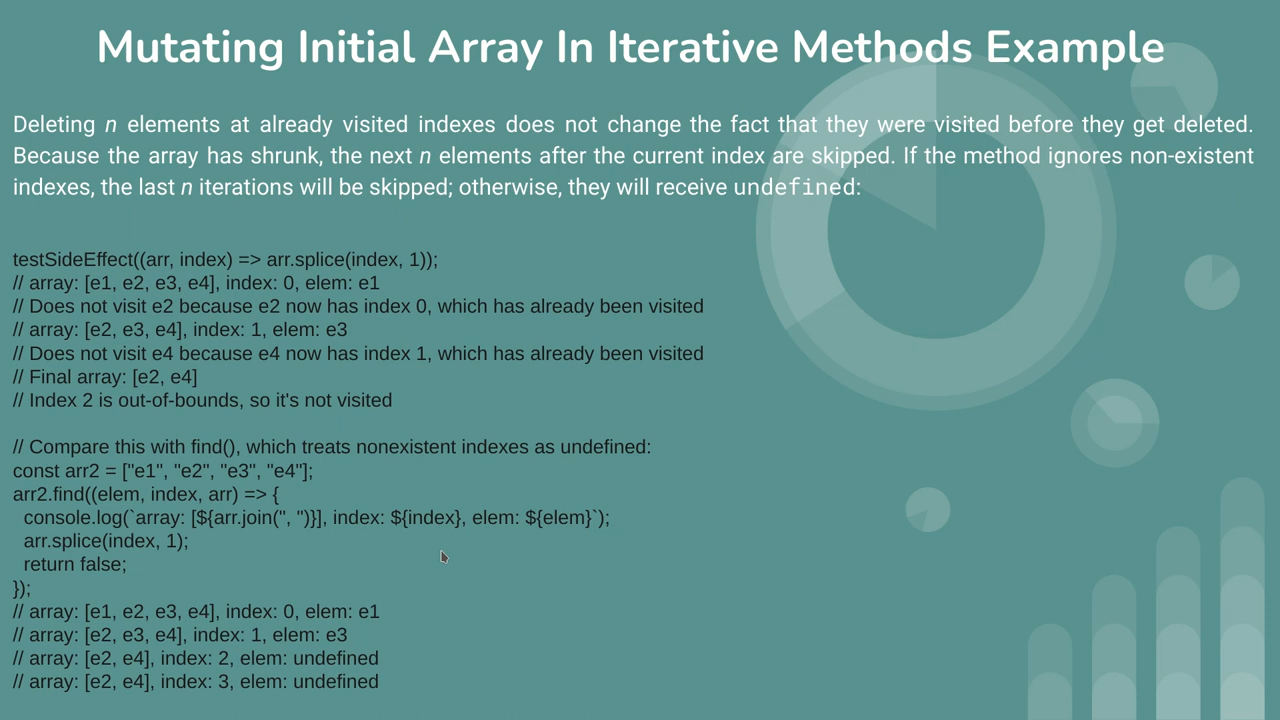 Mutating Initial Array In Iterative Methods Example
Deleting n elements at already visited indexes does not change the fact that they were visited before they get deleted.
Because the array has shrunk, the next n elements after the current index are skipped. If the method ignores non-existent
indexes, the last n iterations will be skipped; otherwise, they will receive undefined:
testSideEffect((arr, index) => arr.splice(index, 1));
// array: [e1, e2, e3, e4], index: 0, elem: e1
// Does not visit e2 because e2 now has index 0, which has already been visited
// array: [e2, e3, e4], index: 1, elem: e3
// Does not visit e4 because e4 now has index 1, which has already been visited
// Final array: [e2, e4]
// Index 2 is out-of-bounds, so it's not visited
// Compare this with find(), which treats nonexistent indexes as undefined:
const arr2 = ["e1", "e2", "e3", "e4"];
arr2.find((elem, index, arr) => {
  console.log(`array: [${arr.join(", ")}], index: ${index}, elem: ${elem}`);
  arr.splice(index, 1);
  return false;
});
// array: [e1, e2, e3, e4], index: 0, elem: e1
// array: [e2, e3, e4], index: 1, elem: e3
// array: [e2, e4], index: 2, elem: undefined
// array: [e2, e4], index: 3, elem: undefined